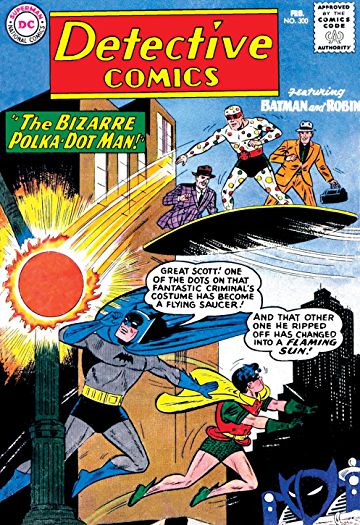 SUPERMAN
DC
NATIONAL COMICS
Detective
COMICS
FEB.
NO. 300
APPROVED
BY THE
COMICS
CODE
AUTHORITY
featuring
BATMAN and ROBIN
"The BIZARRE
POLKA-DOT MAN!"
GREAT SCOTT! ONE
OF THE DOTS ON THAT
FANTASTIC CRIMINAL'S
COSTUME HAS BECOME
A FLYING SAUCER!
AND THAT OTHER
ONE HE RIPPED
OFF HAS CHANGED
INTO A FLAMING
SUN!
R